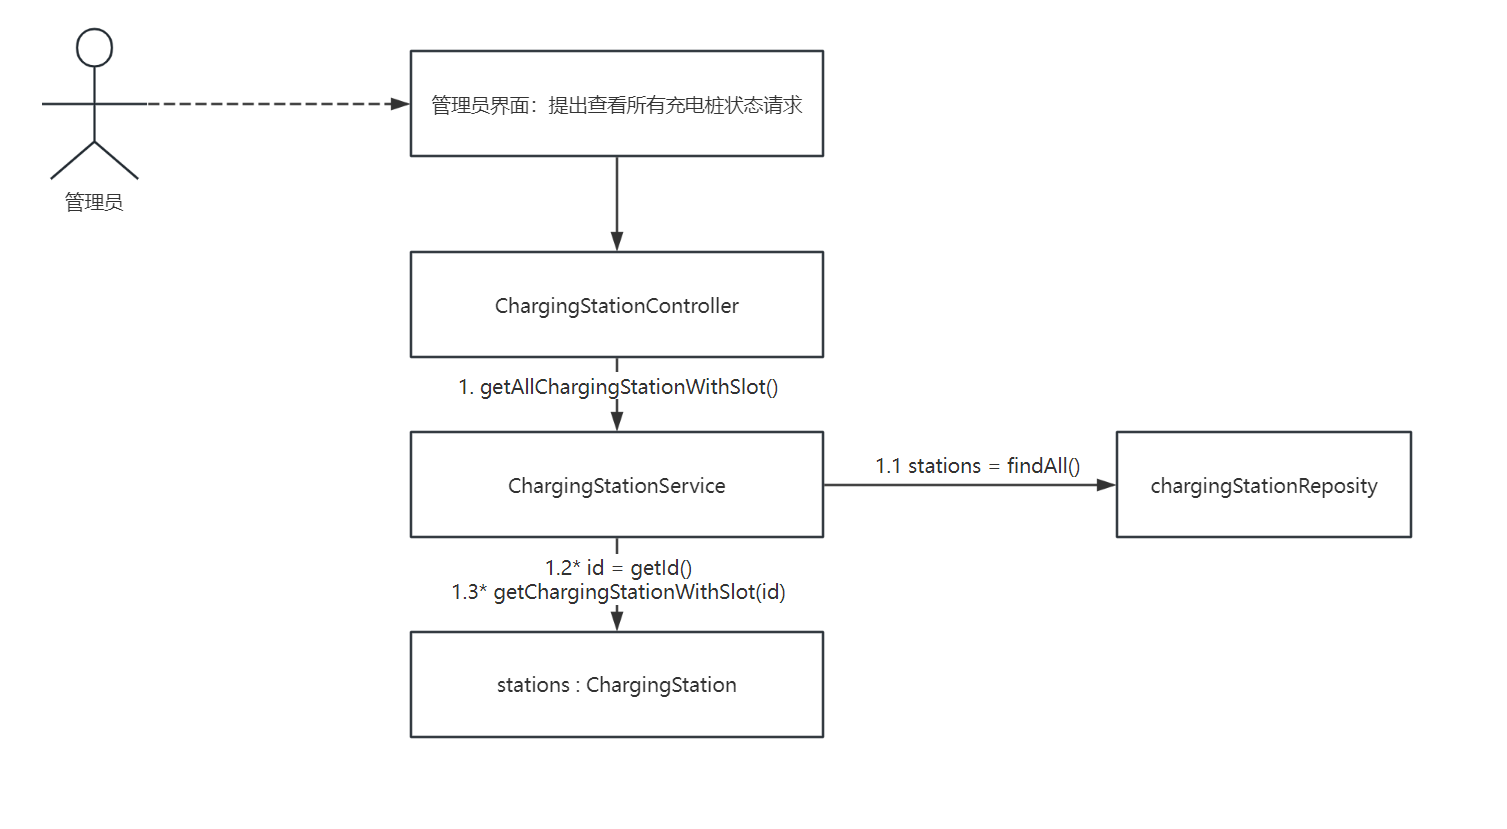 管理员界面：提出查看所有充电桩状态请求
管理员
ChargingStationController
1. getAllChargingStationWithSlot()
ChargingStationService
1.1 stations = findAll()
chargingStationReposity
1.2* id = getId()
1.3* getChargingStationWithSlot(id)
stations : ChargingStation